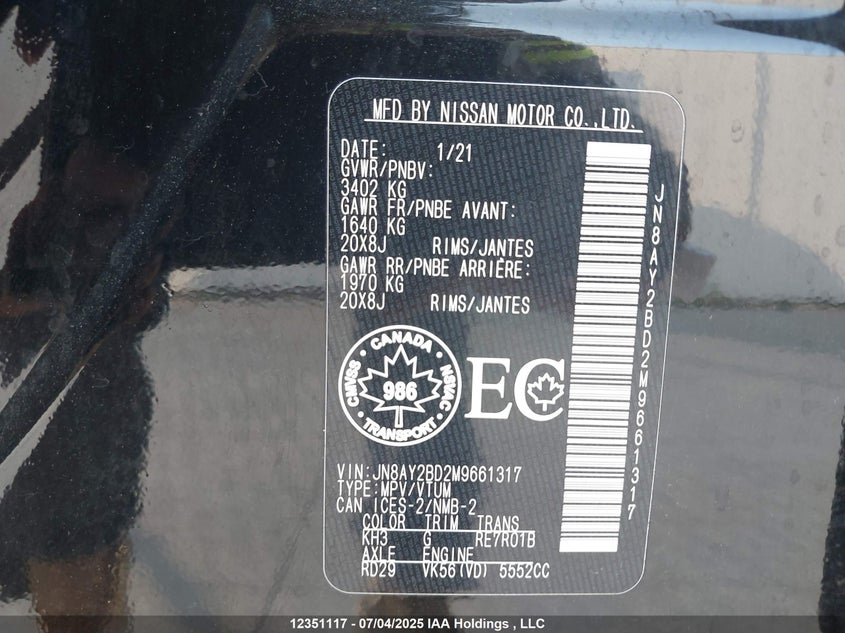 MFD BY NISSAN MOTOR CO.,LTD.
DATE: 1/21
GVWR/PNBV:
3402 KG
GAWR FR/PNBE AVANT:
1640 KG
20X8J RIMS/JANTES
GAWR RR/PNBE ARRIÈRE:
1970 KG
20X8J RIMS/JANTES
JN8AY2BD2M9661317
CANADA
CMVSS
986
NSVAC
TRANSPORT
EC
VIN:JN8AY2BD2M9661317
TYPE:MPV/VTUM
CAN ICES-2/NMB-2
COLOR TRIM TRANS
KH3 G RE7R01B
AXLE ENGINE
RD29 VK56(VD) 5552CC
12351117 - 07/04/2025 IAA Holdings , LLC